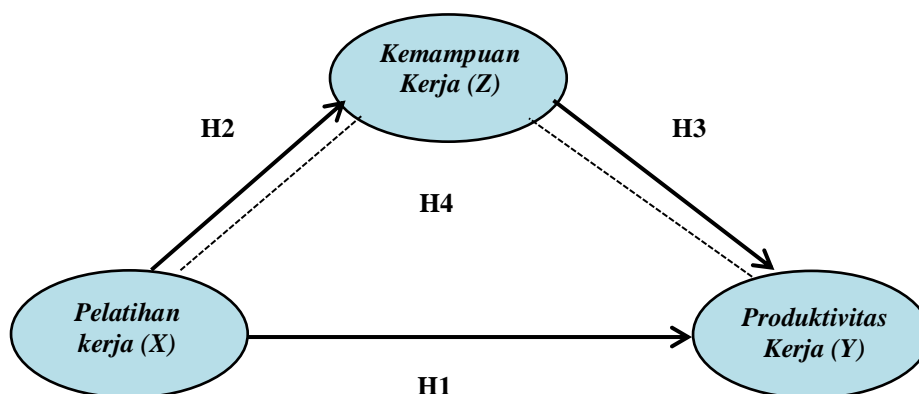 Kemampuan
Kerja (Z)
H2
H3
H4
Pelatihan
kerja (X)
Produktivitas
Kerja (Y)
H1